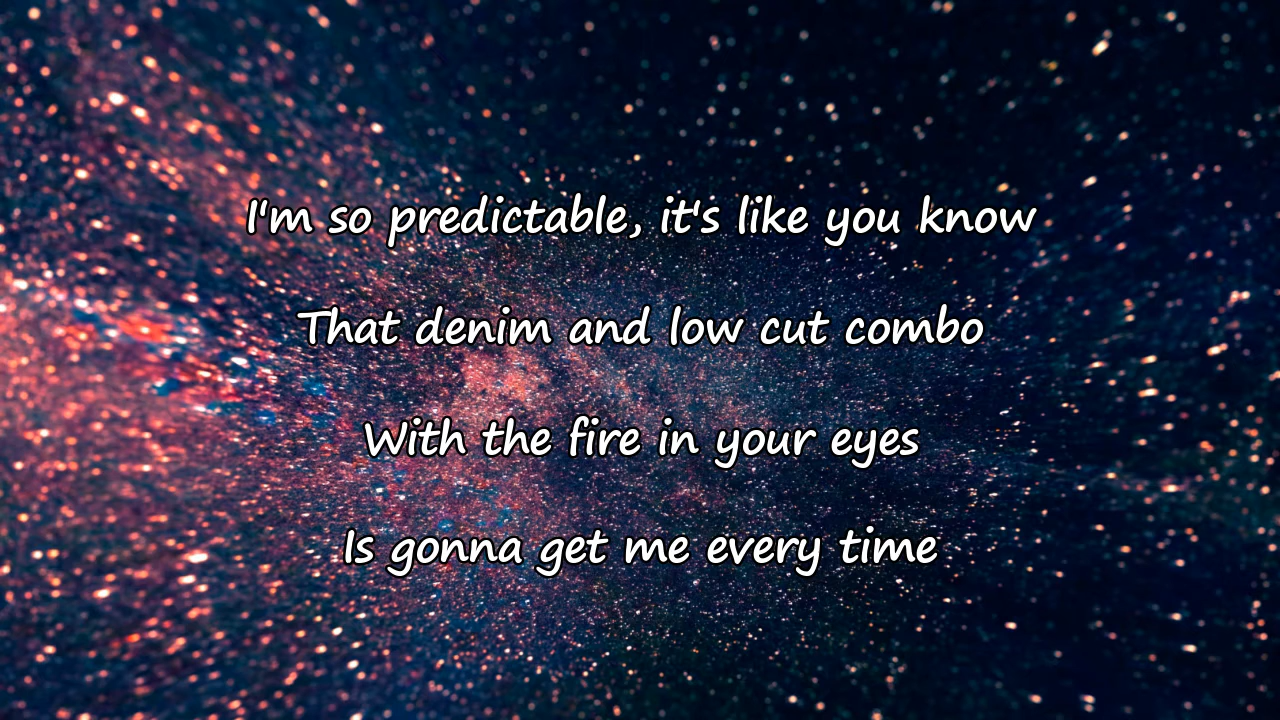 I'm so predictable, it's like you know
That denim and low cut combo
With the fire in your eyes
Is gonna get me every time